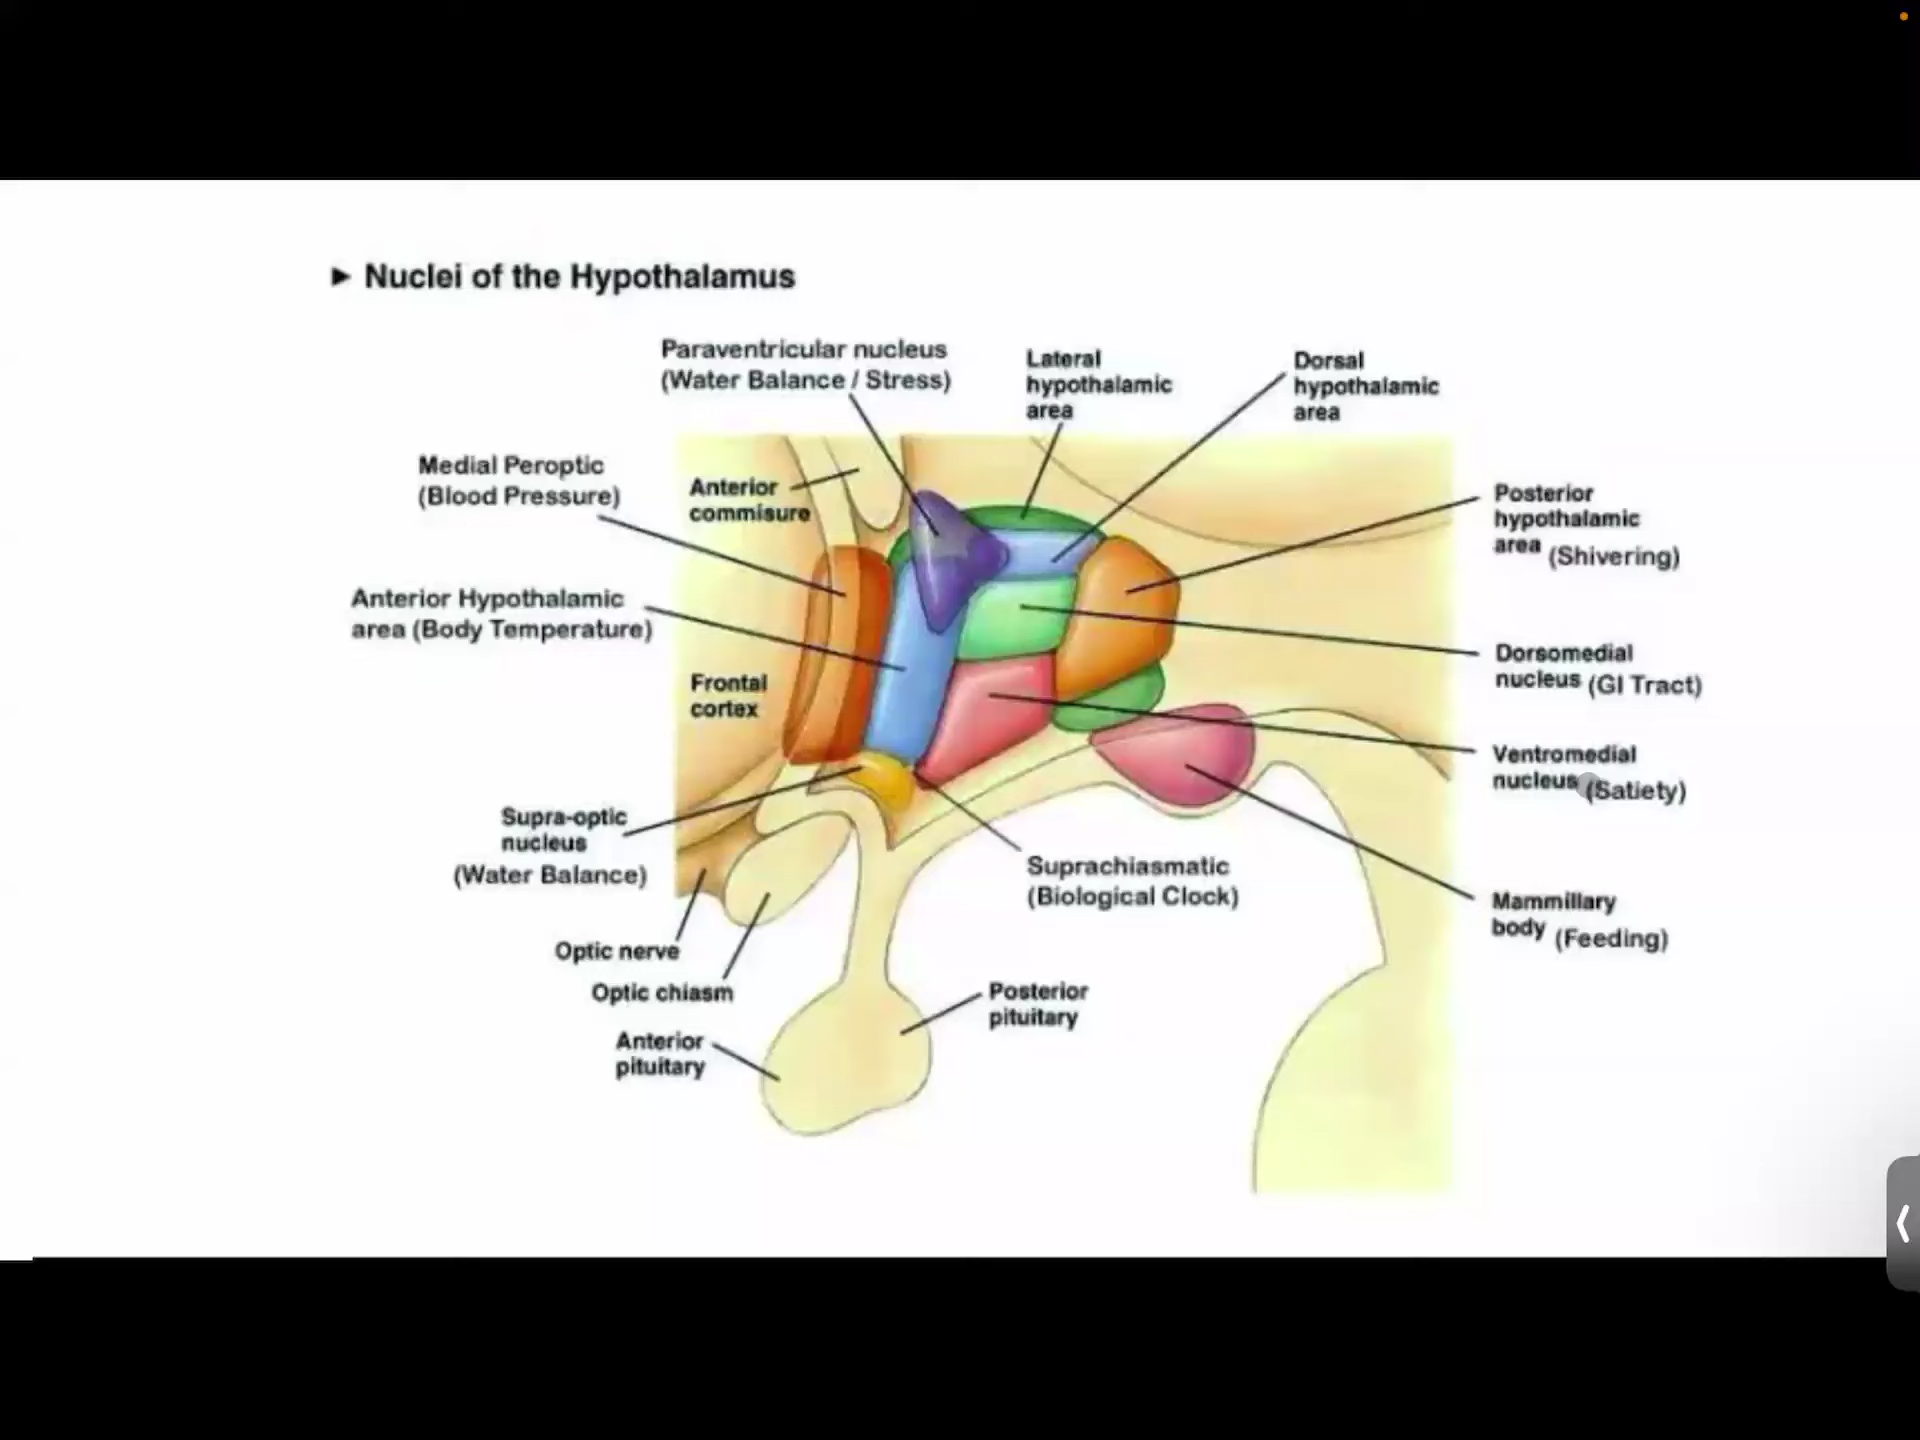 ► Nuclei of the Hypothalamus
Paraventricular nucleus
(Water Balance / Stress)
Lateral
hypothalamic
area
Dorsal
hypothalamic
area
Medial Peroptic
(Blood Pressure)
Anterior
commisure
Posterior
hypothalamic
area (Shivering)
Anterior Hypothalamic
area (Body Temperature)
Frontal
cortex
Dorsomedial
nucleus (GI Tract)
Ventromedial
nucleus (Satiety)
Supra-optic
nucleus
(Water Balance)
Suprachiasmatic
(Biological Clock)
Mammillary
body (Feeding)
Optic nerve
Optic chiasm
Posterior
pituitary
Anterior
pituitary